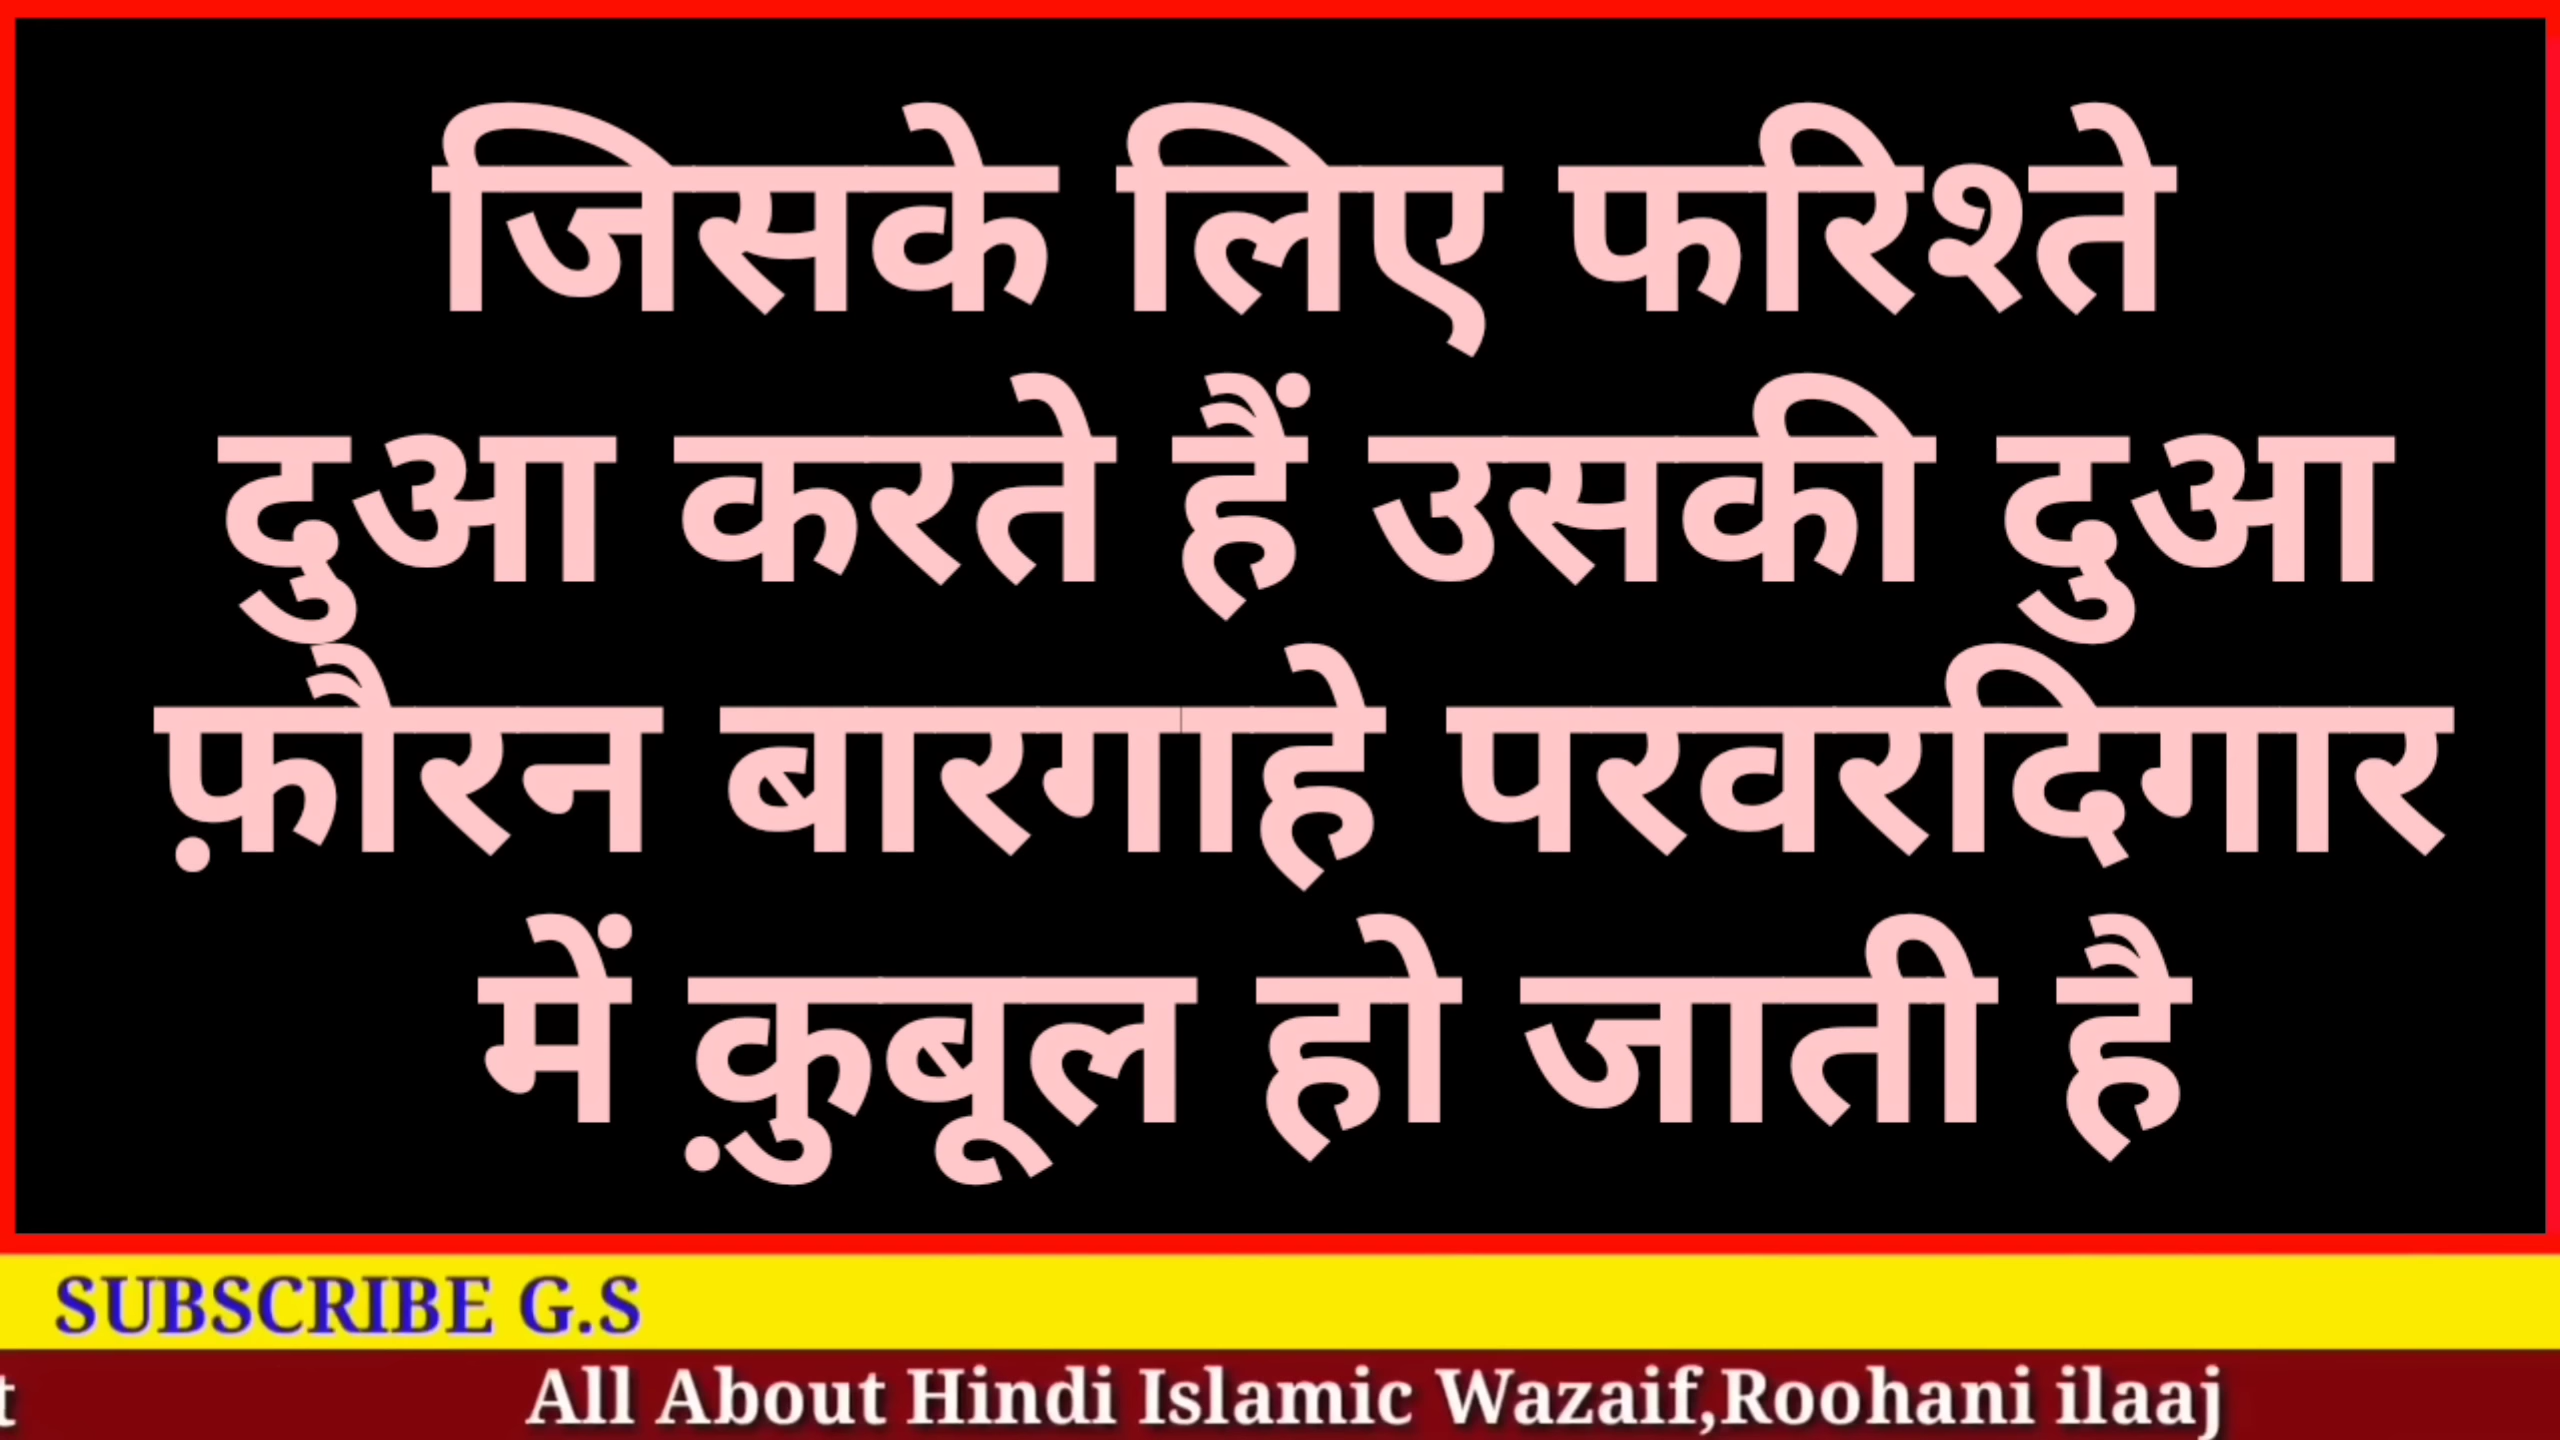 जिसके लिए फरिश्ते
दुआ करते हैं उसकी दुआ
फ़ौरन बारगाहे परवरदिगार
में क़ुबूल हो जाती है
SUBSCRIBE G.S
t All About Hindi Islamic Wazaif,Roohani ilaaj